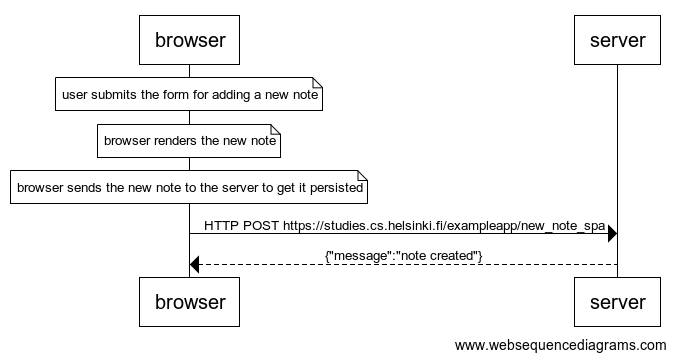 browser server
user submits the form for adding a new note
browser renders the new note
browser sends the new note to the server to get it persisted
HTTP POST https://studies.cs.helsinki.fi/exampleapp/new_note_spa
{"message":"note created"}
browser server
www.websequencediagrams.com